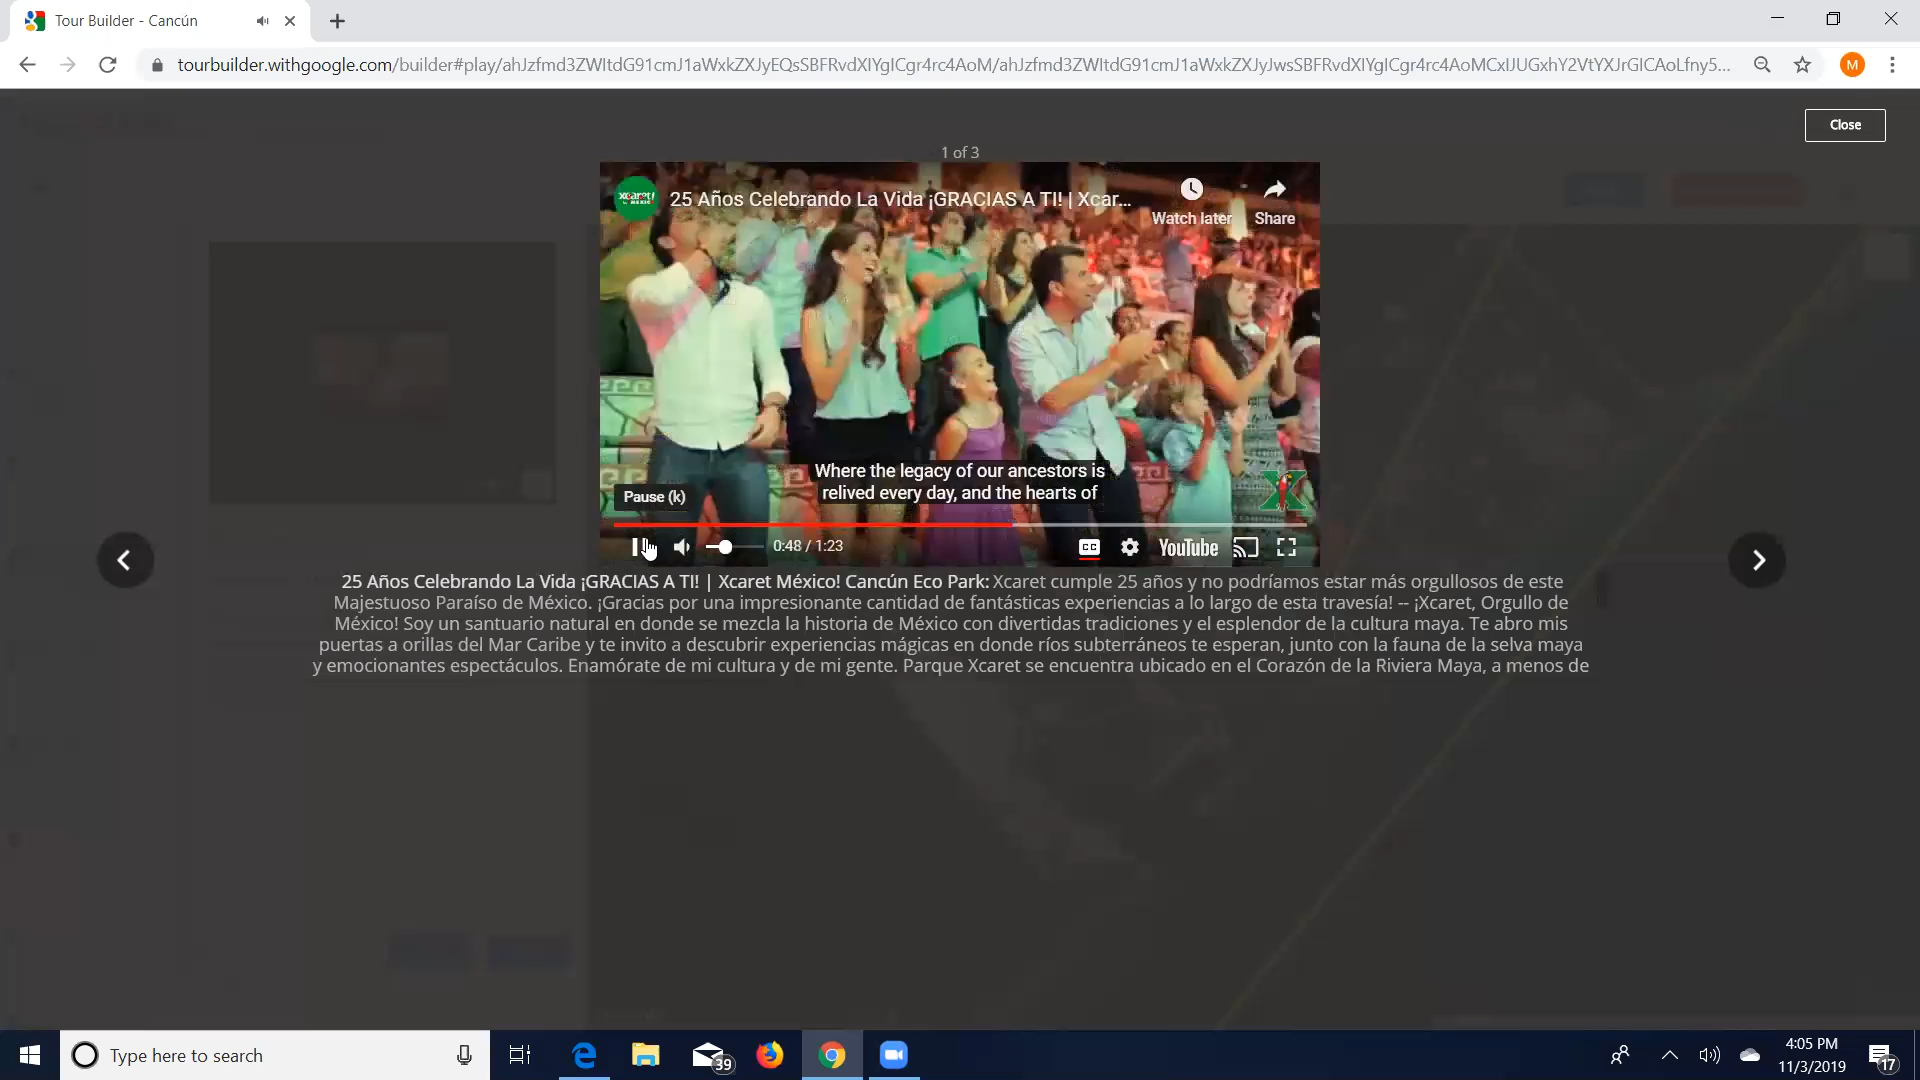 Tour Builder - Cancún
tourbuilder.withgoogle.com/builder#play/ahJzfmd3ZWItdG91cmJ1aWxkZXJyEQsSBFRvdXIYgICgr4rc4AoM/ahJzfmd3ZWItdG91cmJ1aWxkZXJyJwsSBFRvdXIYgICgr4rc4AoMCxIJUGxhY2VtYXJrGICAoLfny5...
M
Close
1 of 3
xcaret!
MÉXICO
25 Años Celebrando La Vida ¡GRACIAS A TI! | Xcar...
Watch later
Share
Where the legacy of our ancestors is
relived every day, and the hearts of
Pause (k)
0:48 / 1:23
CC
YouTube
25 Años Celebrando La Vida ¡GRACIAS A TI! | Xcaret México! Cancún Eco Park: Xcaret cumple 25 años y no podríamos estar más orgullosos de este
Majestuoso Paraíso de México. ¡Gracias por una impresionante cantidad de fantásticas experiencias a lo largo de esta travesía! -- ¡Xcaret, Orgullo de
México! Soy un santuario natural en donde se mezcla la historia de México con divertidas tradiciones y el esplendor de la cultura maya. Te abro mis
puertas a orillas del Mar Caribe y te invito a descubrir experiencias mágicas en donde ríos subterráneos te esperan, junto con la fauna de la selva maya
y emocionantes espectáculos. Enamórate de mi cultura y de mi gente. Parque Xcaret se encuentra ubicado en el Corazón de la Riviera Maya, a menos de
Type here to search
39
4:05 PM
11/3/2019
17